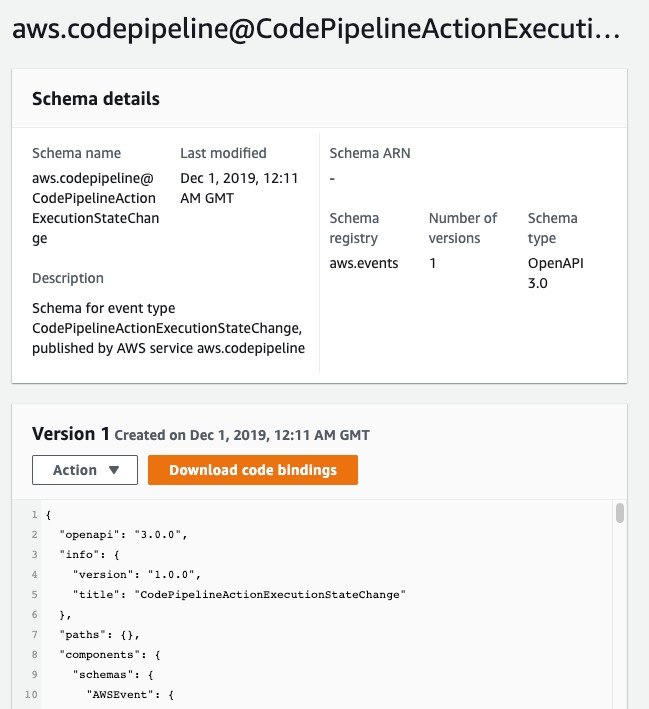 aws.codepipeline@CodePipelineActionExecuti...
Schema details
Schema name
aws.codepipeline@
CodePipelineAction
ExecutionStateChan
ge
Last modified
Dec 1, 2019, 12:11
AM GMT
Description
Schema for event type
CodePipelineActionExecutionStateChange,
published by AWS service aws.codepipeline
Schema ARN
-
Schema
registry
aws.events
Number of
versions
1
Schema
type
OpenAPI
3.0
Version 1 Created on Dec 1, 2019, 12:11 AM GMT
Action ▼
Download code bindings
1 {
2 "openapi": "3.0.0",
3 "info": {
4 "version": "1.0.0",
5 "title": "CodePipelineActionExecutionStateChange"
6 },
7 "paths": {},
8 "components": {
9 "schemas": {
10 "AWSEvent": {